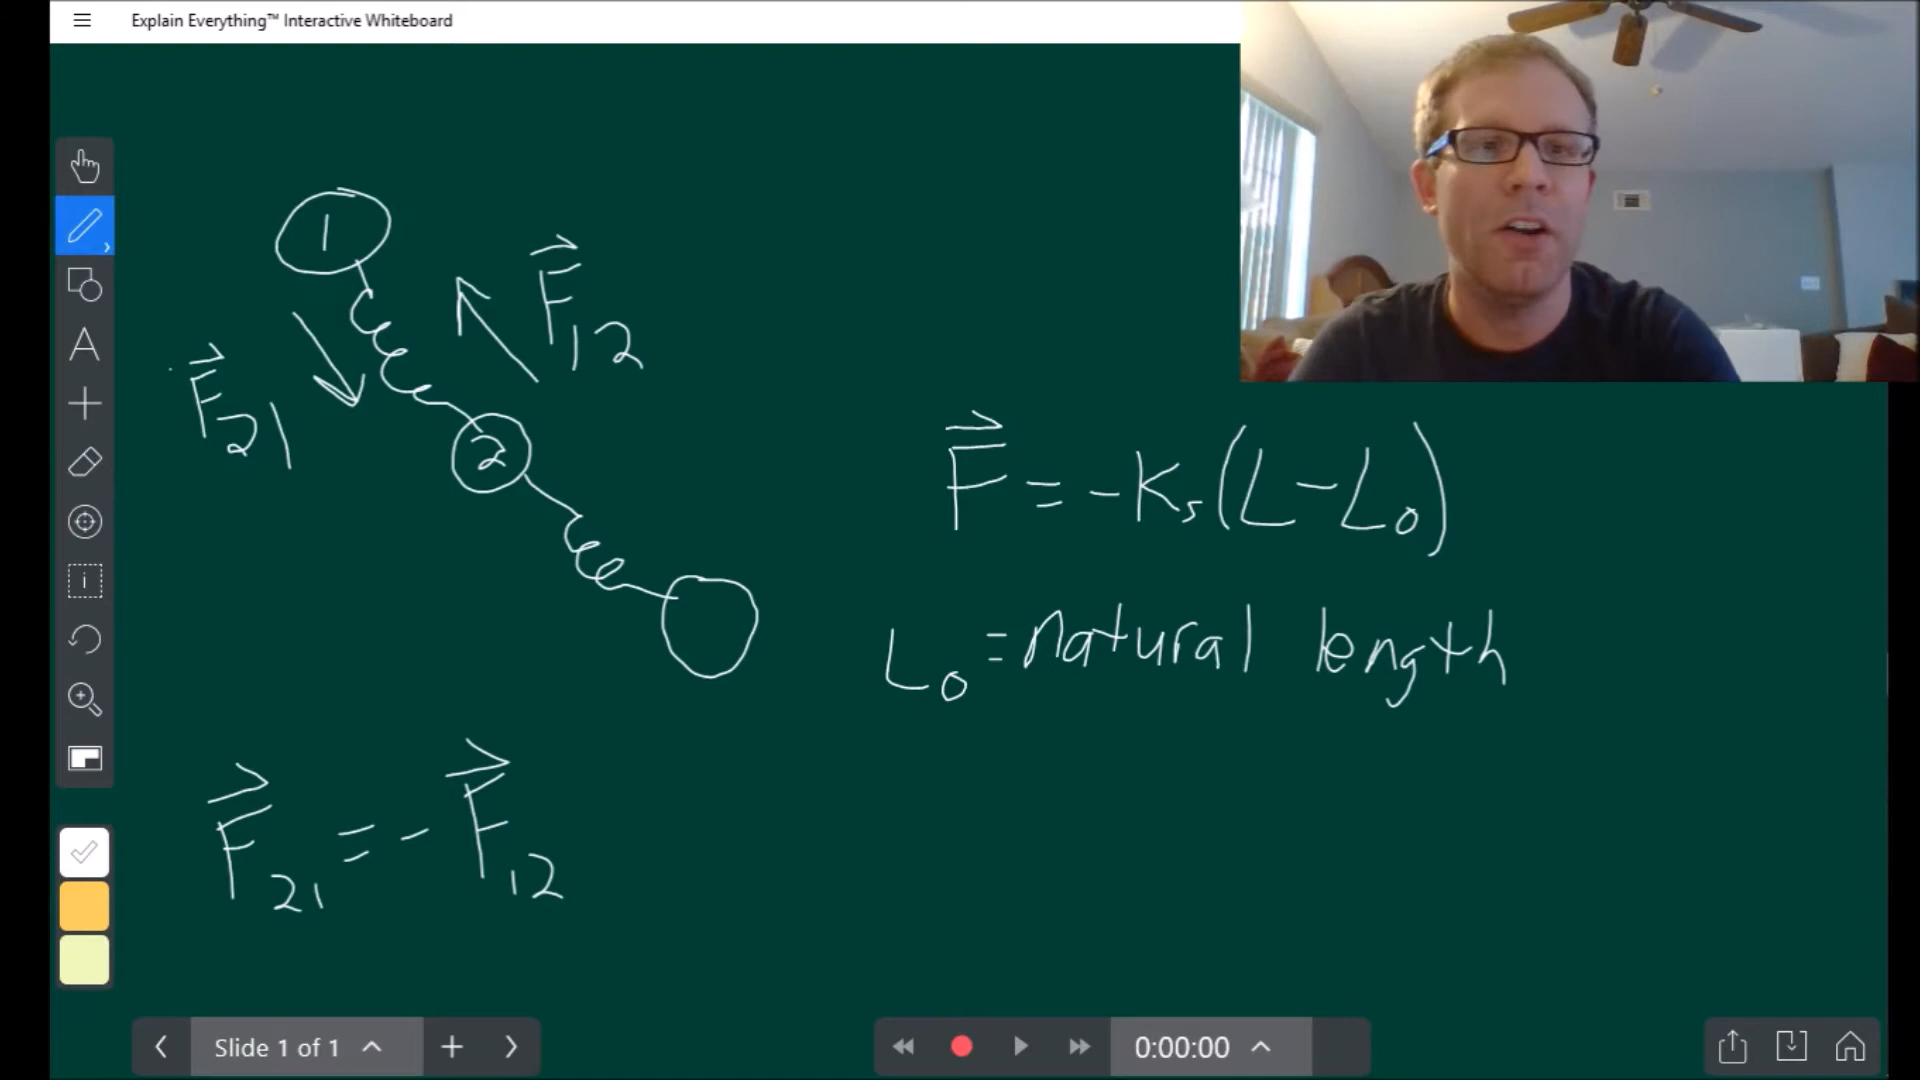 Explain Everything™ Interactive Whiteboard
1
F⃗12
F⃗21
2
F⃗ = -Ks(L-L0)
L0 = natural length
F⃗21 = - F⃗12
Slide 1 of 1
0:00:00